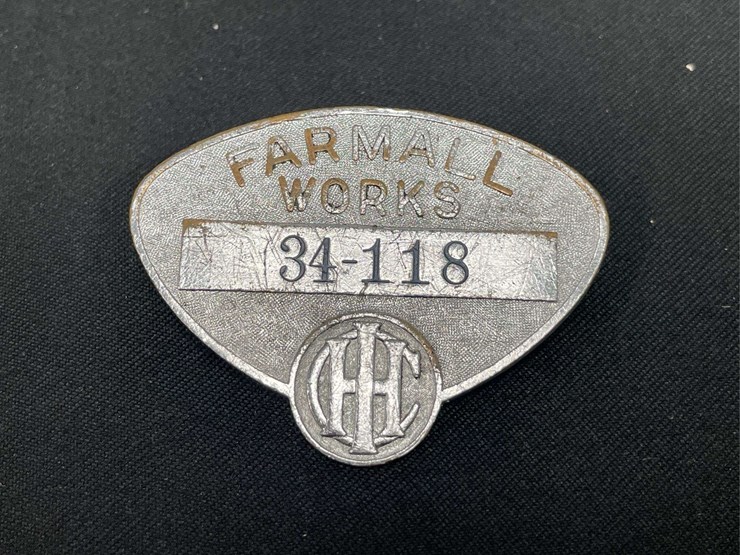 FARMALL
WORKS
34-118
IHC